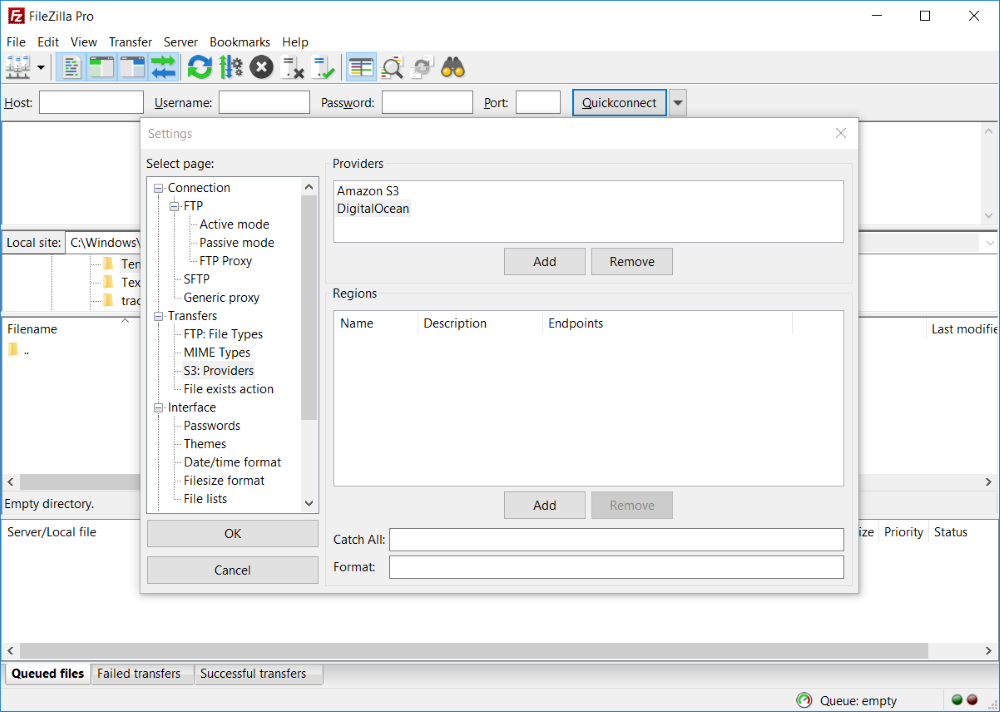 FileZilla Pro
File Edit View Transfer Server Bookmarks Help
Host: Username: Password: Port: Quickconnect
Settings
Select page:
Connection
FTP
Active mode
Passive mode
FTP Proxy
SFTP
Generic proxy
Transfers
FTP: File Types
MIME Types
S3: Providers
File exists action
Interface
Passwords
Themes
Date/time format
Filesize format
File lists
OK
Cancel
Providers
Amazon S3
DigitalOcean
Add Remove
Regions
Name Description Endpoints
Add Remove
Catch All:
Format:
Local site: C:\Windows\
Ten
Tex
trac
Filename Last modifie
..
Empty directory.
Server/Local file ize Priority Status
Queued files Failed transfers Successful transfers
Queue: empty